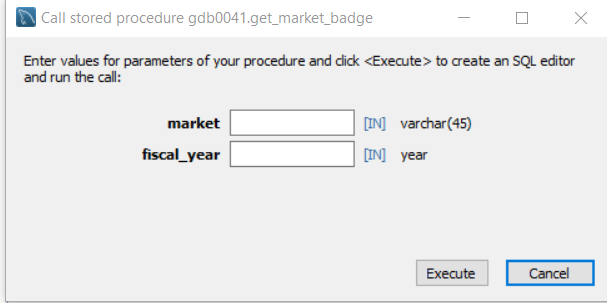 Call stored procedure gdb0041.get_market_badge
Enter values for parameters of your procedure and click <Execute> to create an SQL editor
and run the call:
market [IN] varchar(45)
fiscal_year [IN] year
Execute Cancel